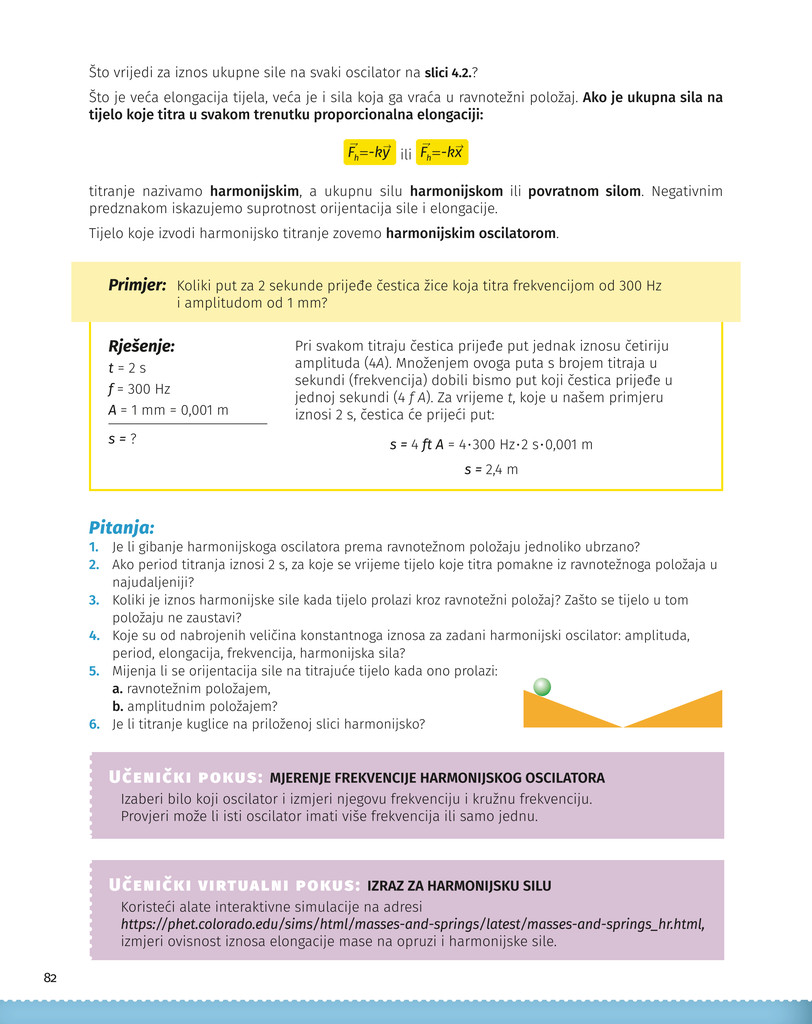 Što vrijedi za iznos ukupne sile na svaki oscilator na slici 4.2.?
Što je veća elongacija tijela, veća je i sila koja ga vraća u ravnotežni položaj. Ako je ukupna sila na
tijelo koje titra u svakom trenutku proporcionalna elongaciji:
F⃗ₕ=-ky⃗ ili F⃗ₕ=-kx⃗
titranje nazivamo harmonijskim, a ukupnu silu harmonijskom ili povratnom silom. Negativnim
predznakom iskazujemo suprotnost orijentacija sile i elongacije.
Tijelo koje izvodi harmonijsko titranje zovemo harmonijskim oscilatorom.
Primjer: Koliki put za 2 sekunde prijeđe čestica žice koja titra frekvencijom od 300 Hz
i amplitudom od 1 mm?
Rješenje:
t = 2 s
f = 300 Hz
A = 1 mm = 0,001 m
s = ?
Pri svakom titraju čestica prijeđe put jednak iznosu četiriju
amplituda (4A). Množenjem ovoga puta s brojem titraja u
sekundi (frekvencija) dobili bismo put koji čestica prijeđe u
jednoj sekundi (4 f A). Za vrijeme t, koje u našem primjeru
iznosi 2 s, čestica će prijeći put:
s = 4 ft A = 4·300 Hz·2 s·0,001 m
s = 2,4 m
Pitanja:
1. Je li gibanje harmonijskoga oscilatora prema ravnotežnom položaju jednoliko ubrzano?
2. Ako period titranja iznosi 2 s, za koje se vrijeme tijelo koje titra pomakne iz ravnotežnoga položaja u
najudaljeniji?
3. Koliki je iznos harmonijske sile kada tijelo prolazi kroz ravnotežni položaj? Zašto se tijelo u tom
položaju ne zaustavi?
4. Koje su od nabrojenih veličina konstantnoga iznosa za zadani harmonijski oscilator: amplituda,
period, elongacija, frekvencija, harmonijska sila?
5. Mijenja li se orijentacija sile na titrajuće tijelo kada ono prolazi:
a. ravnotežnim položajem,
b. amplitudnim položajem?
6. Je li titranje kuglice na priloženoj slici harmonijsko?
Učenički pokus: MJERENJE FREKVENCIJE HARMONIJSKOG OSCILATORA
Izaberi bilo koji oscilator i izmjeri njegovu frekvenciju i kružnu frekvenciju.
Provjeri može li isti oscilator imati više frekvencija ili samo jednu.
Učenički virtualni pokus: IZRAZ ZA HARMONIJSKU SILU
Koristeći alate interaktivne simulacije na adresi
https://phet.colorado.edu/sims/html/masses-and-springs/latest/masses-and-springs_hr.html,
izmjeri ovisnost iznosa elongacije mase na opruzi i harmonijske sile.
82